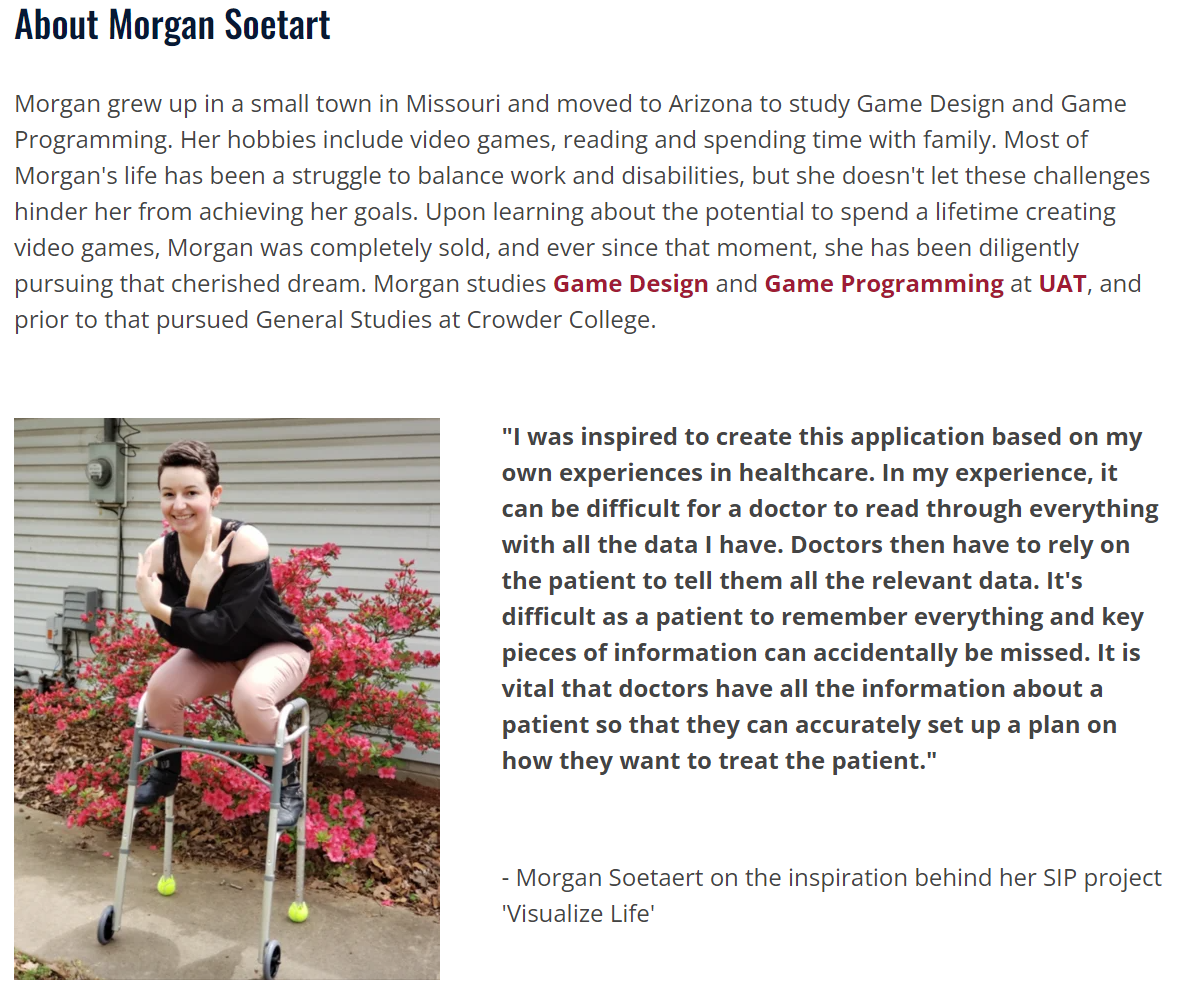 About Morgan Soetart
Morgan grew up in a small town in Missouri and moved to Arizona to study Game Design and Game
Programming. Her hobbies include video games, reading and spending time with family. Most of
Morgan's life has been a struggle to balance work and disabilities, but she doesn't let these challenges
hinder her from achieving her goals. Upon learning about the potential to spend a lifetime creating
video games, Morgan was completely sold, and ever since that moment, she has been diligently
pursuing that cherished dream. Morgan studies Game Design and Game Programming at UAT, and
prior to that pursued General Studies at Crowder College.
"I was inspired to create this application based on my
own experiences in healthcare. In my experience, it
can be difficult for a doctor to read through everything
with all the data I have. Doctors then have to rely on
the patient to tell them all the relevant data. It's
difficult as a patient to remember everything and key
pieces of information can accidentally be missed. It is
vital that doctors have all the information about a
patient so that they can accurately set up a plan on
how they want to treat the patient."
- Morgan Soetaert on the inspiration behind her SIP project
'Visualize Life'